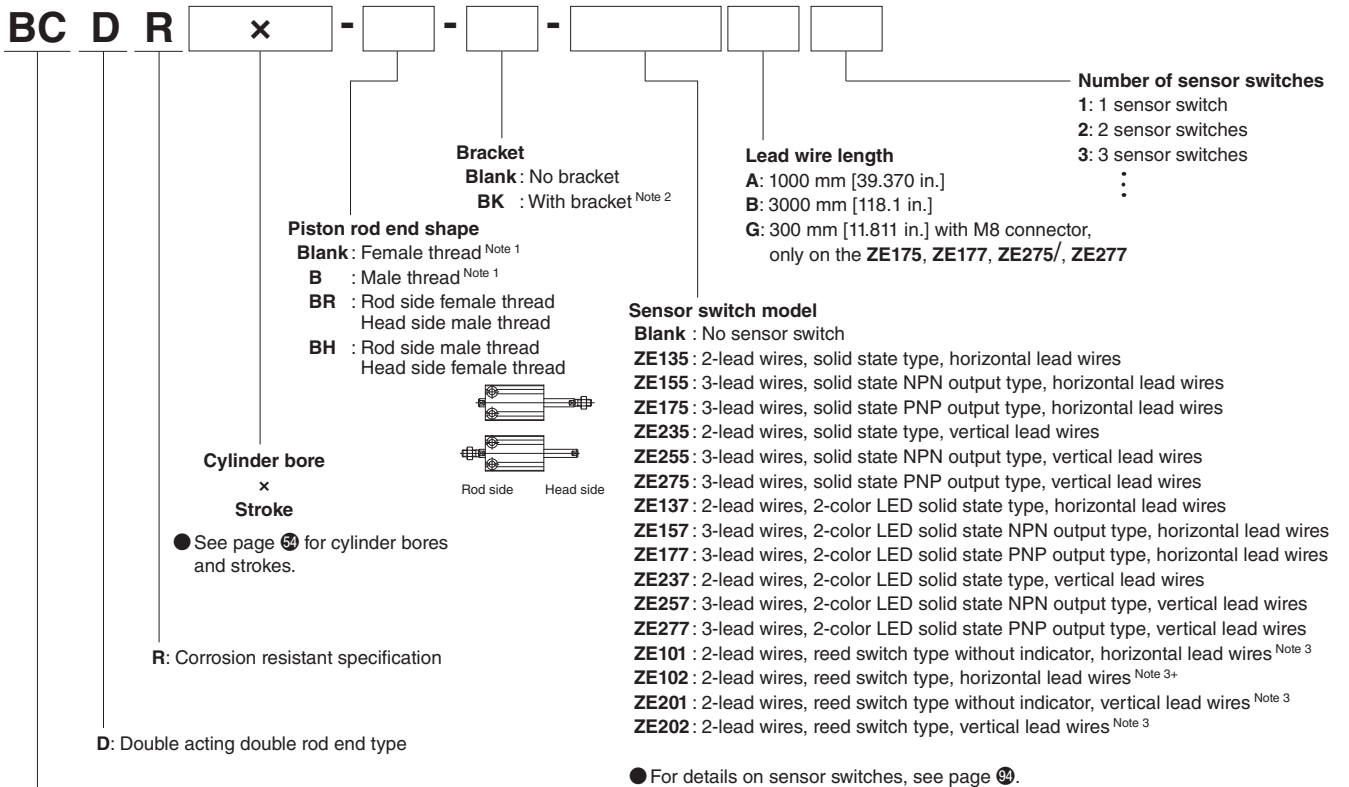 BC D R × - - -
Number of sensor switches
1: 1 sensor switch
2: 2 sensor switches
3: 3 sensor switches
⋮
Lead wire length
A: 1000 mm [39.370 in.]
B: 3000 mm [118.1 in.]
G: 300 mm [11.811 in.] with M8 connector,
only on the ZE175, ZE177, ZE275/, ZE277
Bracket
Blank : No bracket
BK : With bracket Note 2
Piston rod end shape
Blank : Female thread Note 1
B : Male thread Note 1
BR : Rod side female thread
Head side male thread
BH : Rod side male thread
Head side female thread
Rod side Head side
Sensor switch model
Blank : No sensor switch
ZE135 : 2-lead wires, solid state type, horizontal lead wires
ZE155 : 3-lead wires, solid state NPN output type, horizontal lead wires
ZE175 : 3-lead wires, solid state PNP output type, horizontal lead wires
ZE235 : 2-lead wires, solid state type, vertical lead wires
ZE255 : 3-lead wires, solid state NPN output type, vertical lead wires
ZE275 : 3-lead wires, solid state PNP output type, vertical lead wires
ZE137 : 2-lead wires, 2-color LED solid state type, horizontal lead wires
ZE157 : 3-lead wires, 2-color LED solid state NPN output type, horizontal lead wires
ZE177 : 3-lead wires, 2-color LED solid state PNP output type, horizontal lead wires
ZE237 : 2-lead wires, 2-color LED solid state type, vertical lead wires
ZE257 : 3-lead wires, 2-color LED solid state NPN output type, vertical lead wires
ZE277 : 3-lead wires, 2-color LED solid state PNP output type, vertical lead wires
ZE101 : 2-lead wires, reed switch type without indicator, horizontal lead wires Note 3
ZE102 : 2-lead wires, reed switch type, horizontal lead wires Note 3+
ZE201 : 2-lead wires, reed switch type without indicator, vertical lead wires Note 3
ZE202 : 2-lead wires, reed switch type, vertical lead wires Note 3
● For details on sensor switches, see page 94.
Cylinder bore
×
Stroke
● See page 54 for cylinder bores
and strokes.
R: Corrosion resistant specification
D: Double acting double rod end type